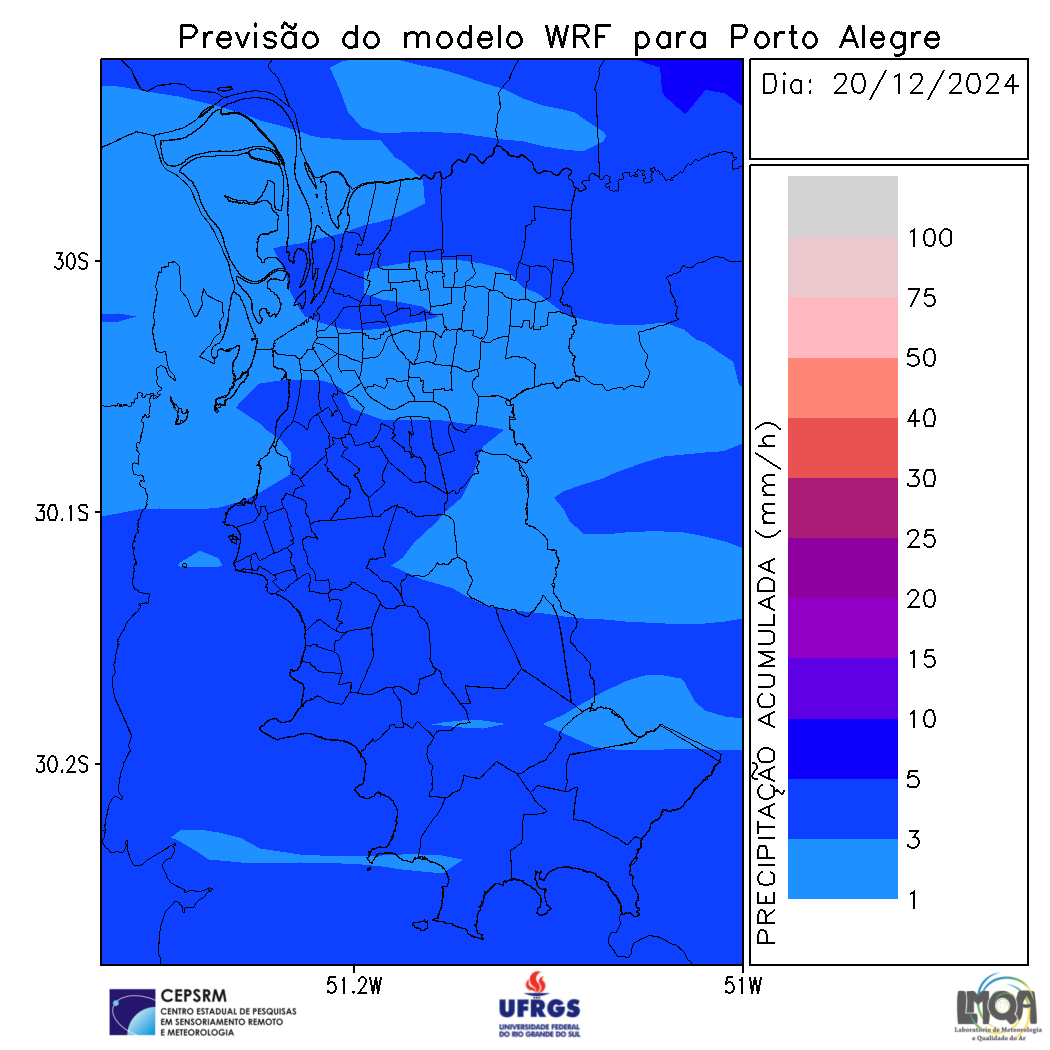 Previsão do modelo WRF para Porto Alegre
Dia: 20/12/2024
30S
30.1S
30.2S
51.2W
51W
PRECIPITAÇÃO ACUMULADA (mm/h)
100
75
50
40
30
25
20
15
10
5
3
1
CEPSRM
CENTRO ESTADUAL DE PESQUISAS
EM SENSORIAMENTO REMOTO
E METEOROLOGIA
UFRGS
UNIVERSIDADE FEDERAL
DO RIO GRANDE DO SUL
LMQA
Laboratório de Meteorologia
e Qualidade do Ar